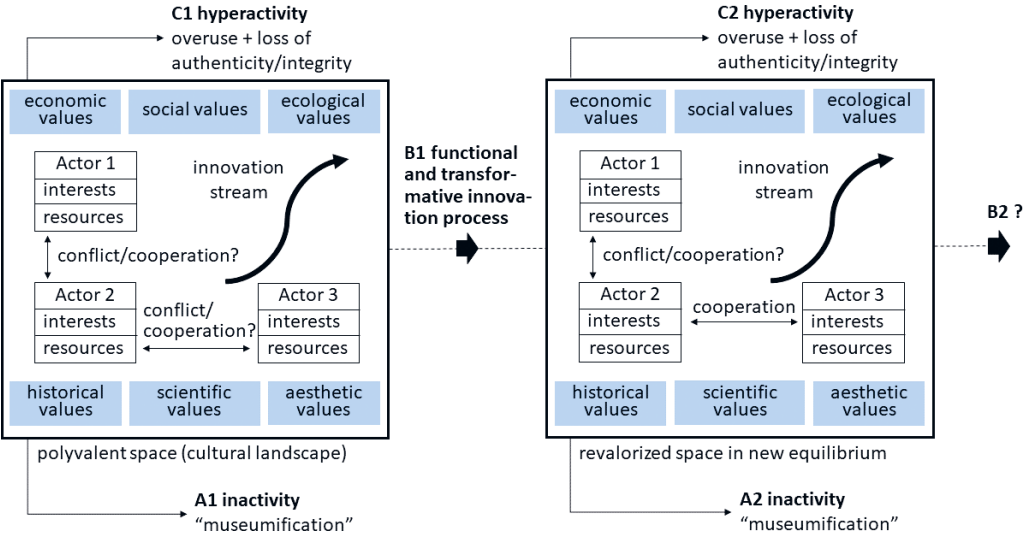 C1 hyperactivity
overuse + loss of
authenticity/integrity
economic
values
social values
ecological
values
Actor 1
interests
resources
innovation
stream
conflict/cooperation?
Actor 2
interests
resources
conflict/
cooperation?
Actor 3
interests
resources
historical
values
scientific
values
aesthetic
values
polyvalent space (cultural landscape)
A1 inactivity
“museumification”
B1 functional
and transfor-
mative innova-
tion process
C2 hyperactivity
overuse + loss of
authenticity/integrity
economic
values
social values
ecological
values
Actor 1
interests
resources
innovation
stream
conflict/cooperation?
Actor 2
interests
resources
cooperation
Actor 3
interests
resources
historical
values
scientific
values
aesthetic
values
revalorized space in new equilibrium
A2 inactivity
“museumification”
B2 ?